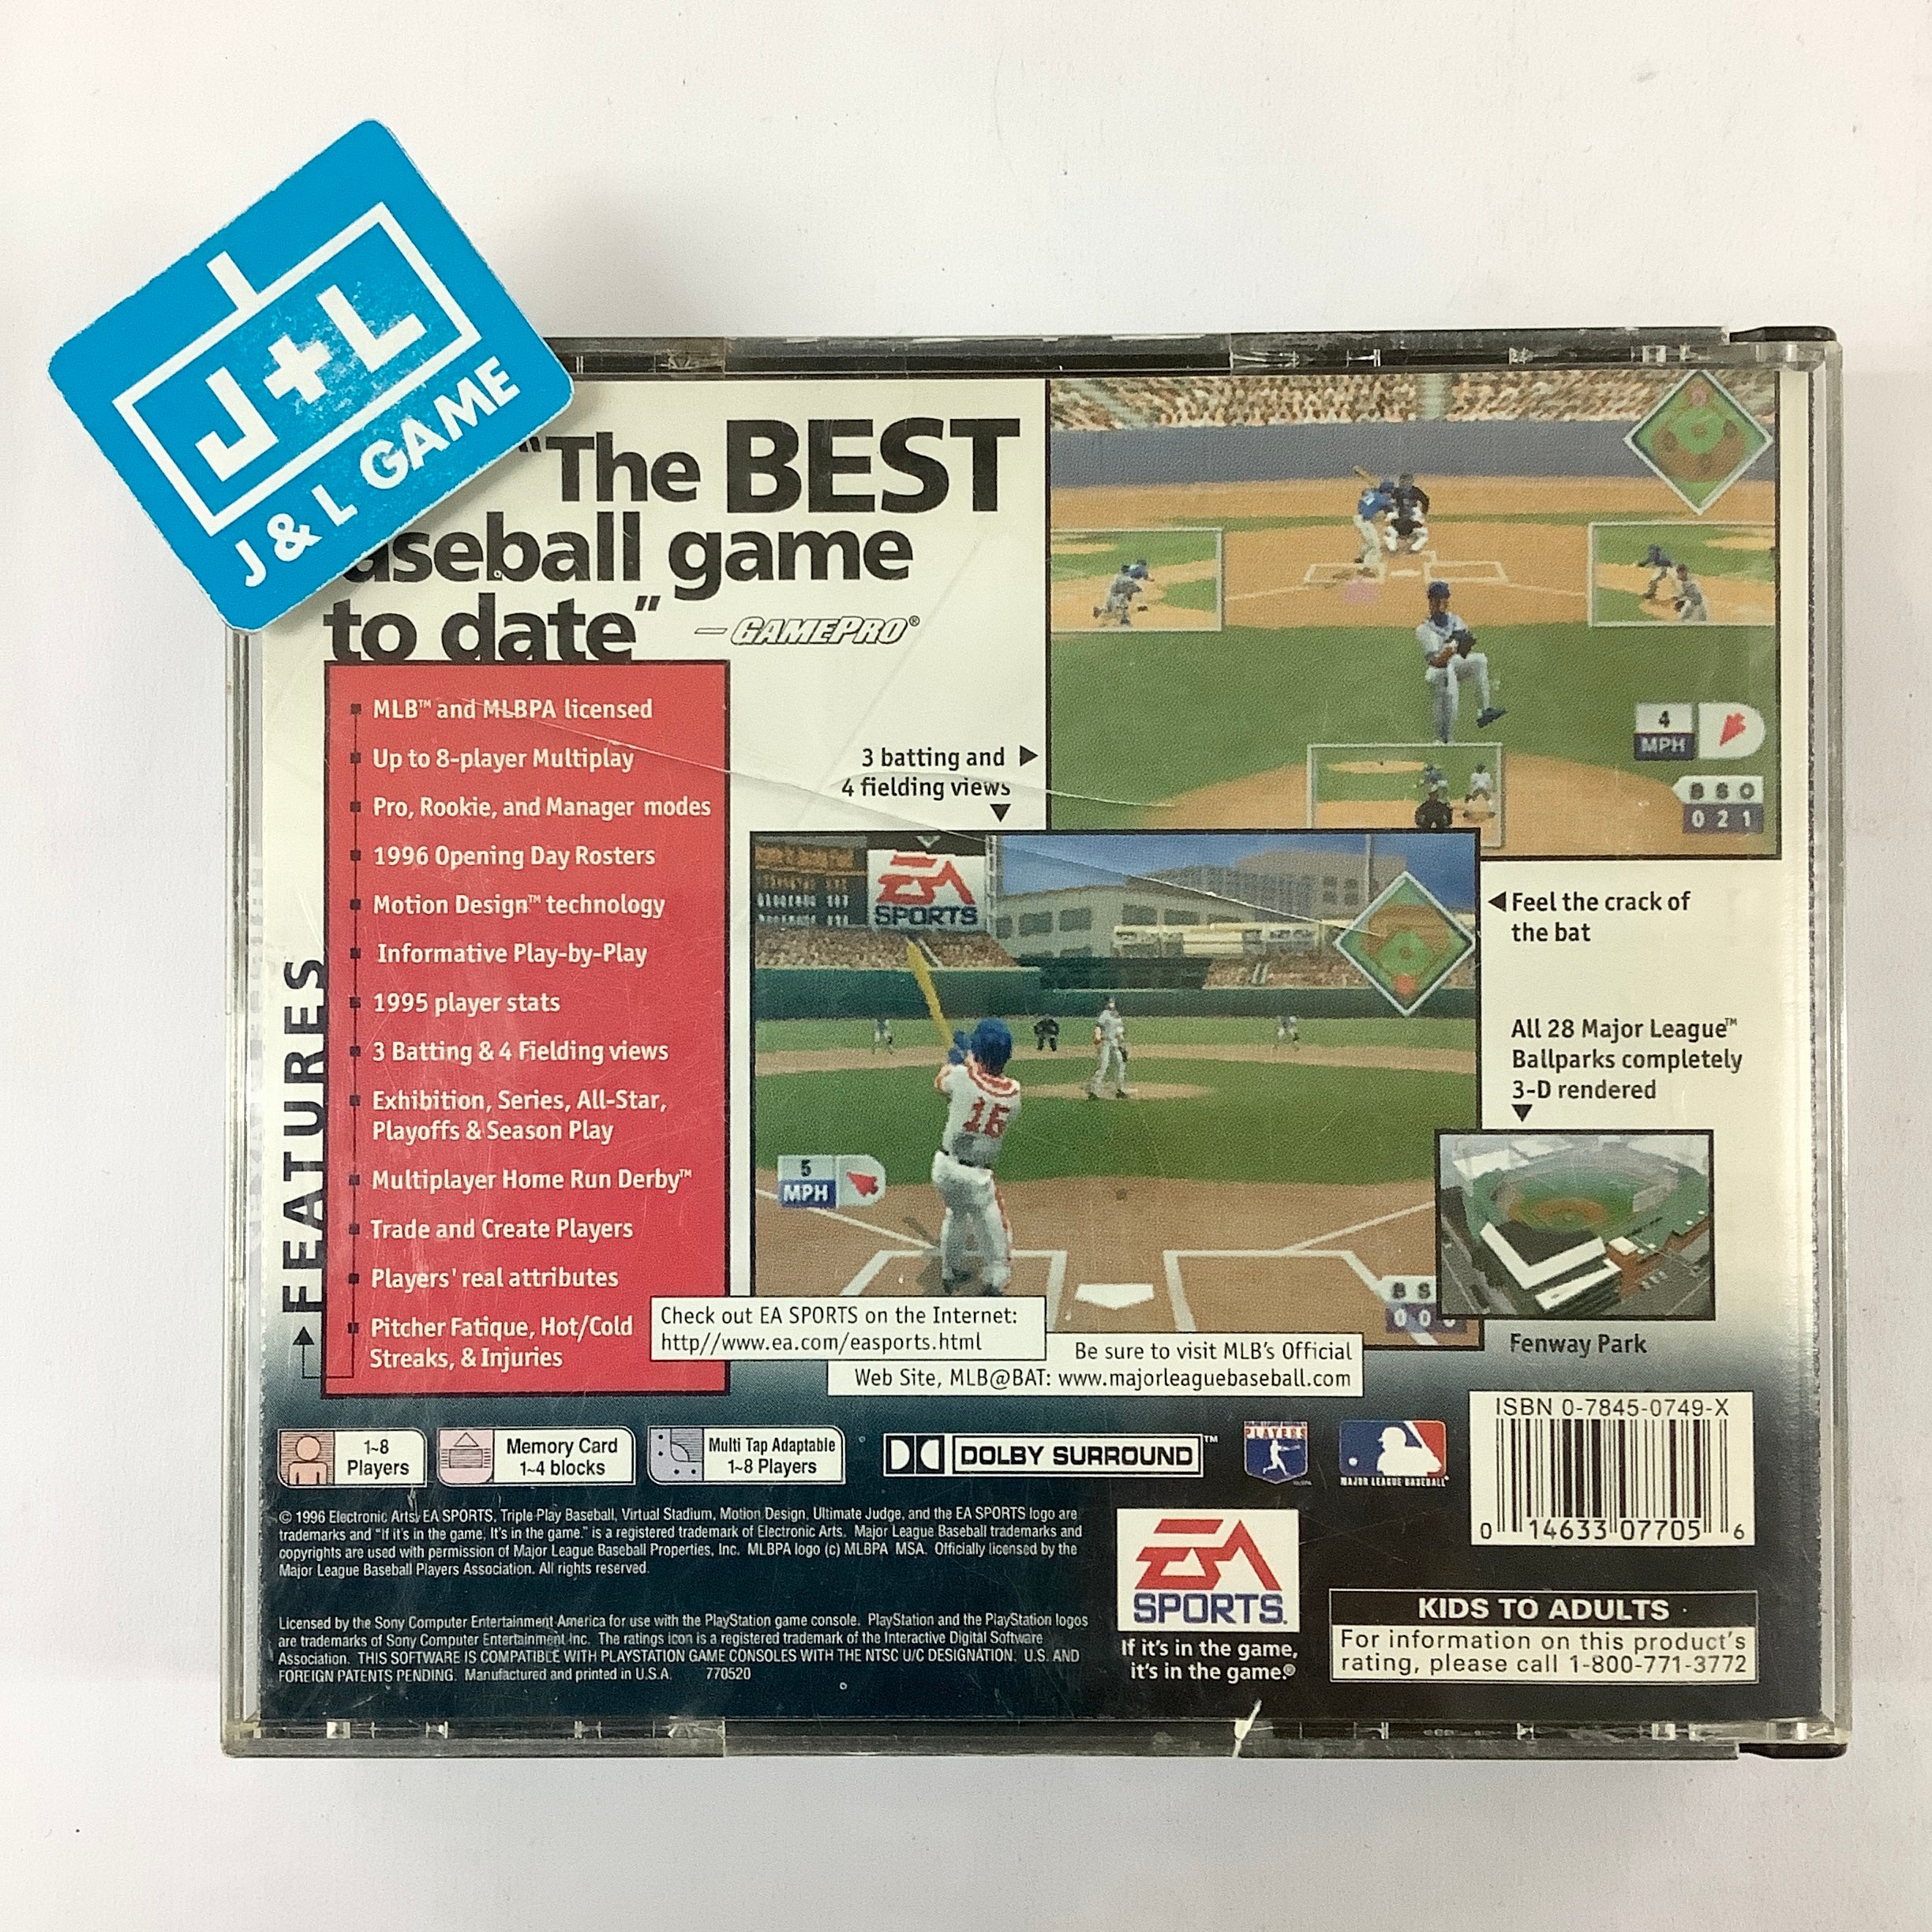 J+L
J & L GAME
"The BEST
aseball game
to date"
— GAMEPRO®
FEATURES
MLB™ and MLBPA licensed
Up to 8-player Multiplay
Pro, Rookie, and Manager modes
1996 Opening Day Rosters
Motion Design™ technology
Informative Play-by-Play
1995 player stats
3 Batting & 4 Fielding views
Exhibition, Series, All-Star,
Playoffs & Season Play
Multiplayer Home Run Derby™
Trade and Create Players
Players' real attributes
Pitcher Fatique, Hot/Cold
Streaks, & Injuries
3 batting and
4 fielding views
4
MPH
B S O
0 2 1
EA
SPORTS
16
5
MPH
B S
0 0
Feel the crack of
the bat
All 28 Major League™
Ballparks completely
3-D rendered
Fenway Park
Check out EA SPORTS on the Internet:
http//www.ea.com/easports.html
Be sure to visit MLB's Official
Web Site, MLB@BAT: www.majorleaguebaseball.com
1~8
Players
Memory Card
1~4 blocks
Multi Tap Adaptable
1~8 Players
DOLBY SURROUND™
PLAYERS
MAJOR LEAGUE BASEBALL
ISBN 0-7845-0749-X
0 14633 07705 6
© 1996 Electronic Arts, EA SPORTS, Triple Play Baseball, Virtual Stadium, Motion Design, Ultimate Judge, and the EA SPORTS logo are
trademarks and "If it's in the game, It's in the game." is a registered trademark of Electronic Arts. Major League Baseball trademarks and
copyrights are used with permission of Major League Baseball Properties, Inc. MLBPA logo (c) MLBPA MSA. Officially licensed by the
Major League Baseball Players Association. All rights reserved.
Licensed by the Sony Computer Entertainment America for use with the PlayStation game console. PlayStation and the PlayStation logos
are trademarks of Sony Computer Entertainment Inc. The ratings icon is a registered trademark of the Interactive Digital Software
Association. THIS SOFTWARE IS COMPATIBLE WITH PLAYSTATION GAME CONSOLES WITH THE NTSC U/C DESIGNATION. U.S. AND
FOREIGN PATENTS PENDING. Manufactured and printed in U.S.A. 770520
EA
SPORTS
If it's in the game,
it's in the game.®
KIDS TO ADULTS
For information on this product's
rating, please call 1-800-771-3772